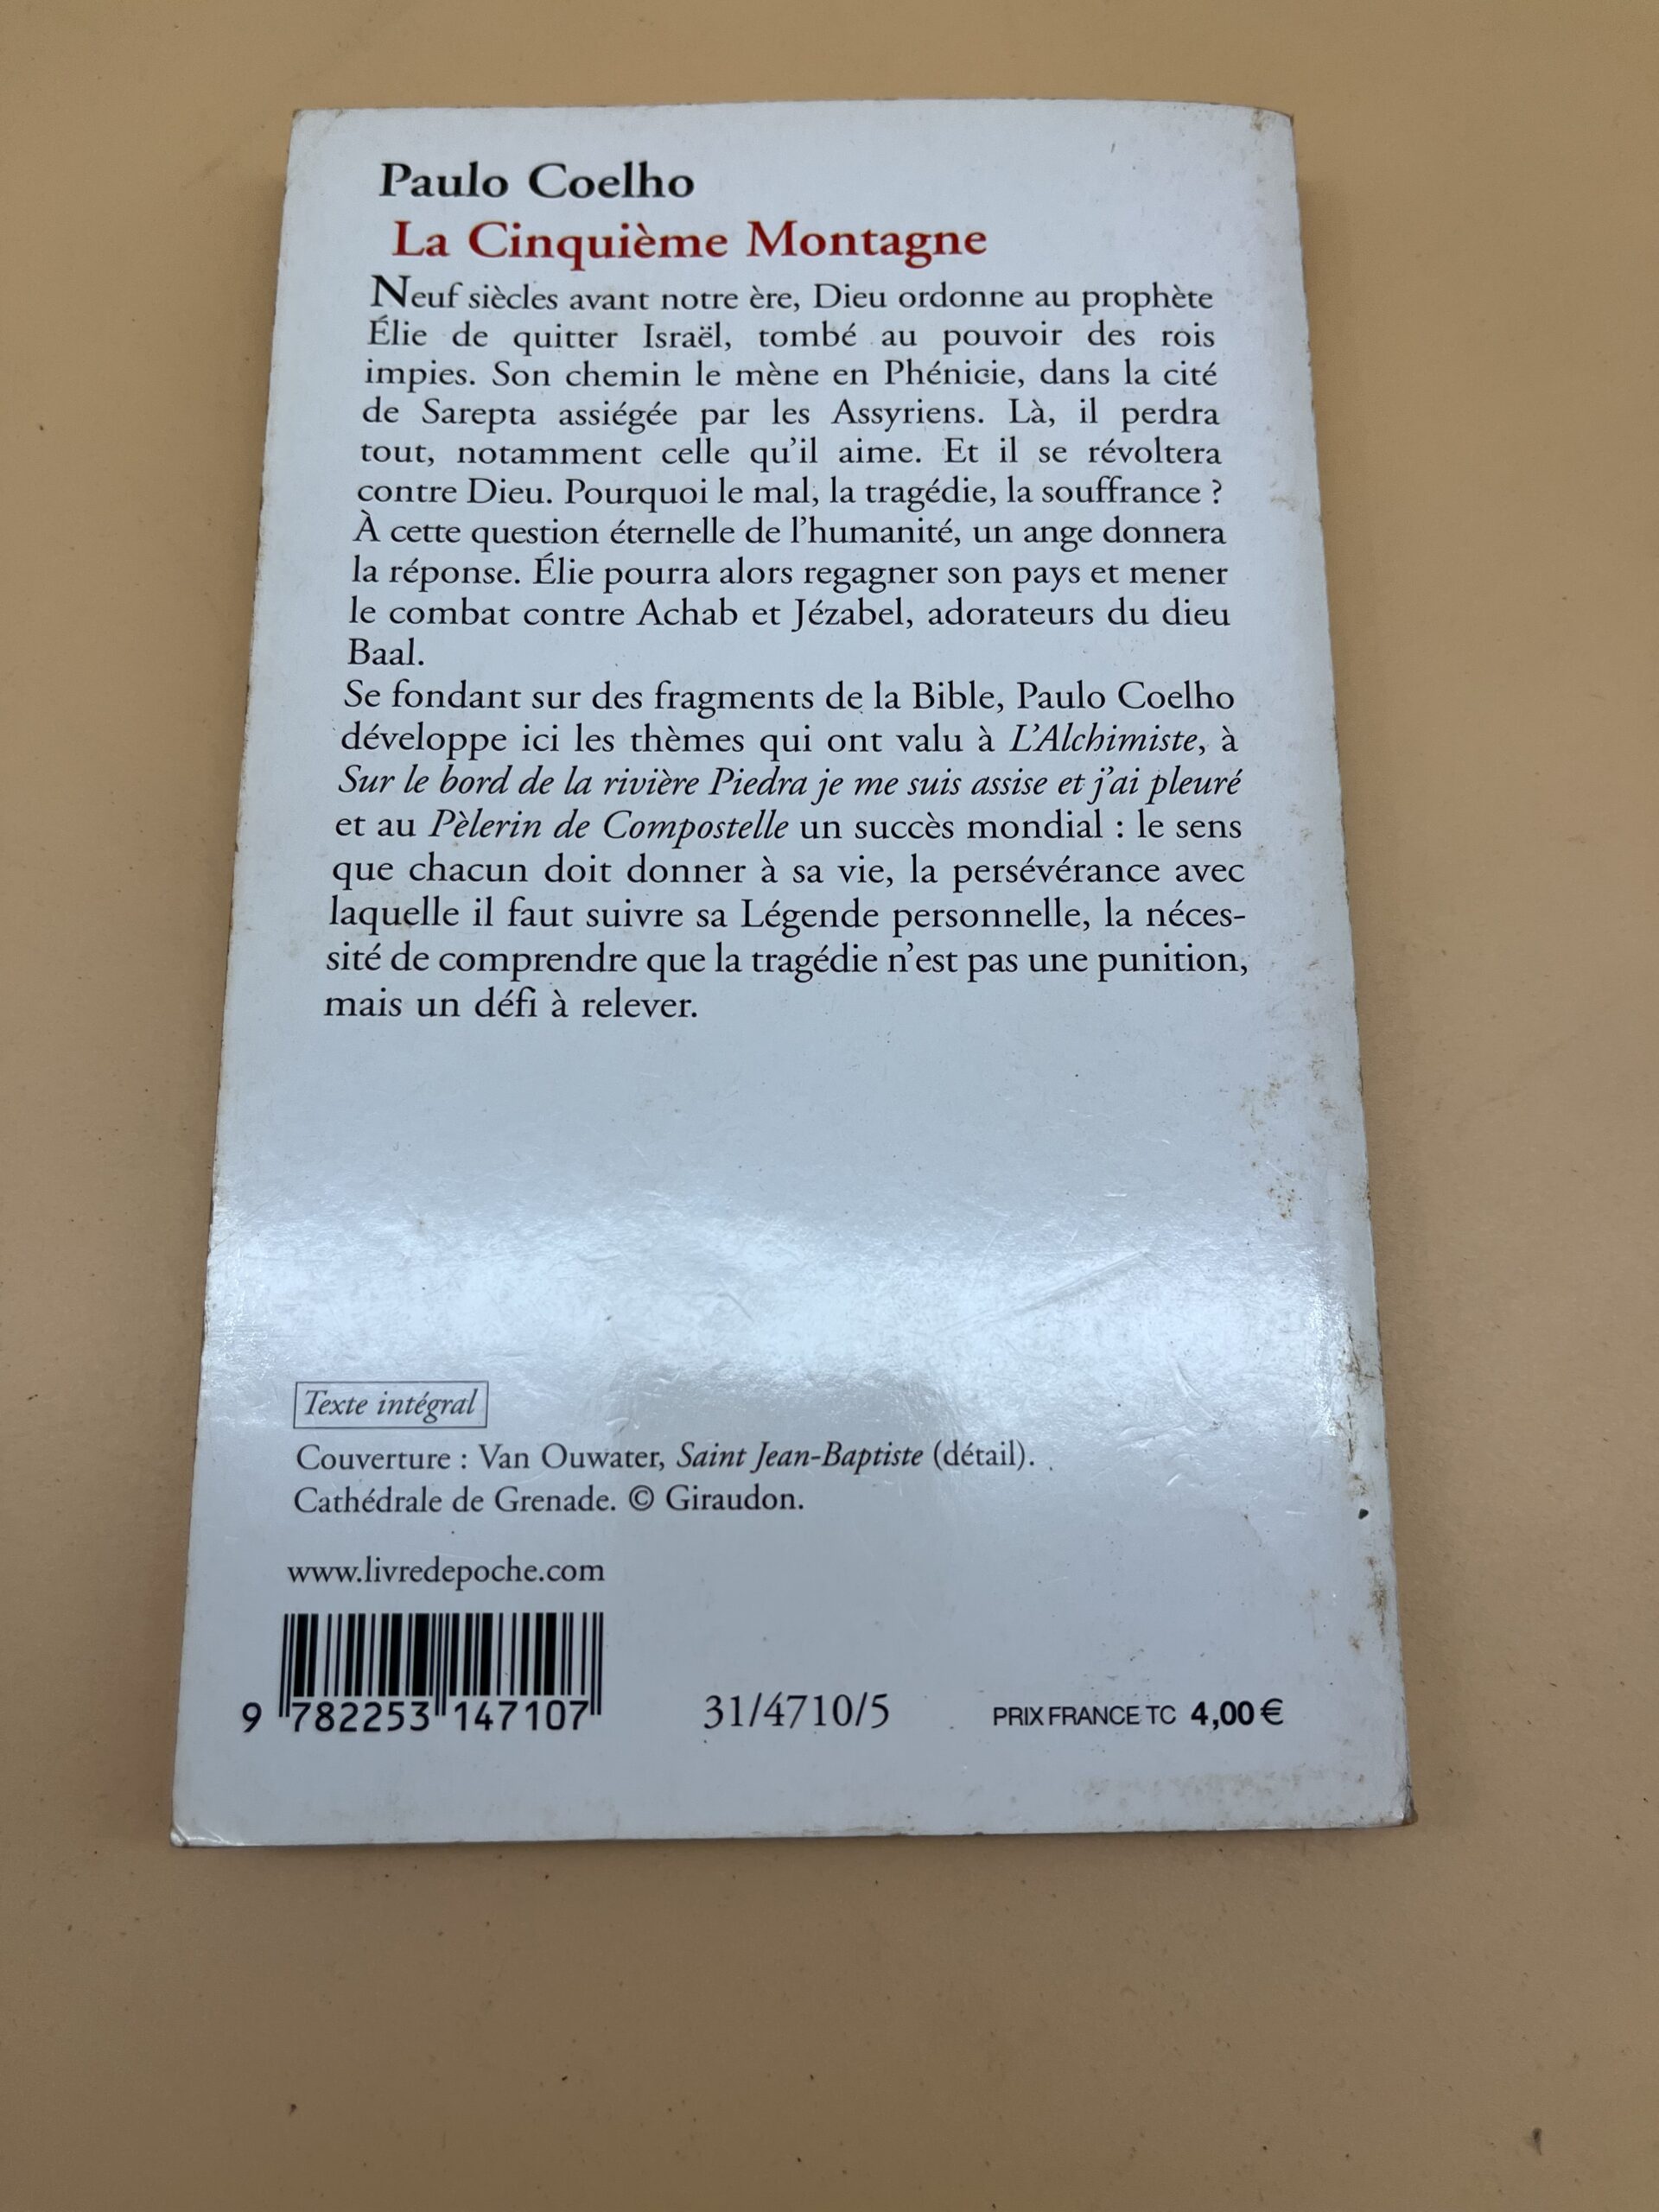 Paulo Coelho
La Cinquième Montagne
Neuf siècles avant notre ère, Dieu ordonne au prophète
Élie de quitter Israël, tombé au pouvoir des rois
impies. Son chemin le mène en Phénicie, dans la cité
de Sarepta assiégée par les Assyriens. Là, il perdra
tout, notamment celle qu'il aime. Et il se révoltera
contre Dieu. Pourquoi le mal, la tragédie, la souffrance ?
À cette question éternelle de l'humanité, un ange donnera
la réponse. Élie pourra alors regagner son pays et mener
le combat contre Achab et Jézabel, adorateurs du dieu
Baal.
Se fondant sur des fragments de la Bible, Paulo Coelho
développe ici les thèmes qui ont valu à L'Alchimiste, à
Sur le bord de la rivière Piedra je me suis assise et j'ai pleuré
et au Pèlerin de Compostelle un succès mondial : le sens
que chacun doit donner à sa vie, la persévérance avec
laquelle il faut suivre sa Légende personnelle, la néces-
sité de comprendre que la tragédie n'est pas une punition,
mais un défi à relever.
Texte intégral
Couverture : Van Ouwater, Saint Jean-Baptiste (détail).
Cathédrale de Grenade. © Giraudon.
www.livredepoche.com
9 782253 147107
31/4710/5
PRIX FRANCE TC 4,00 €